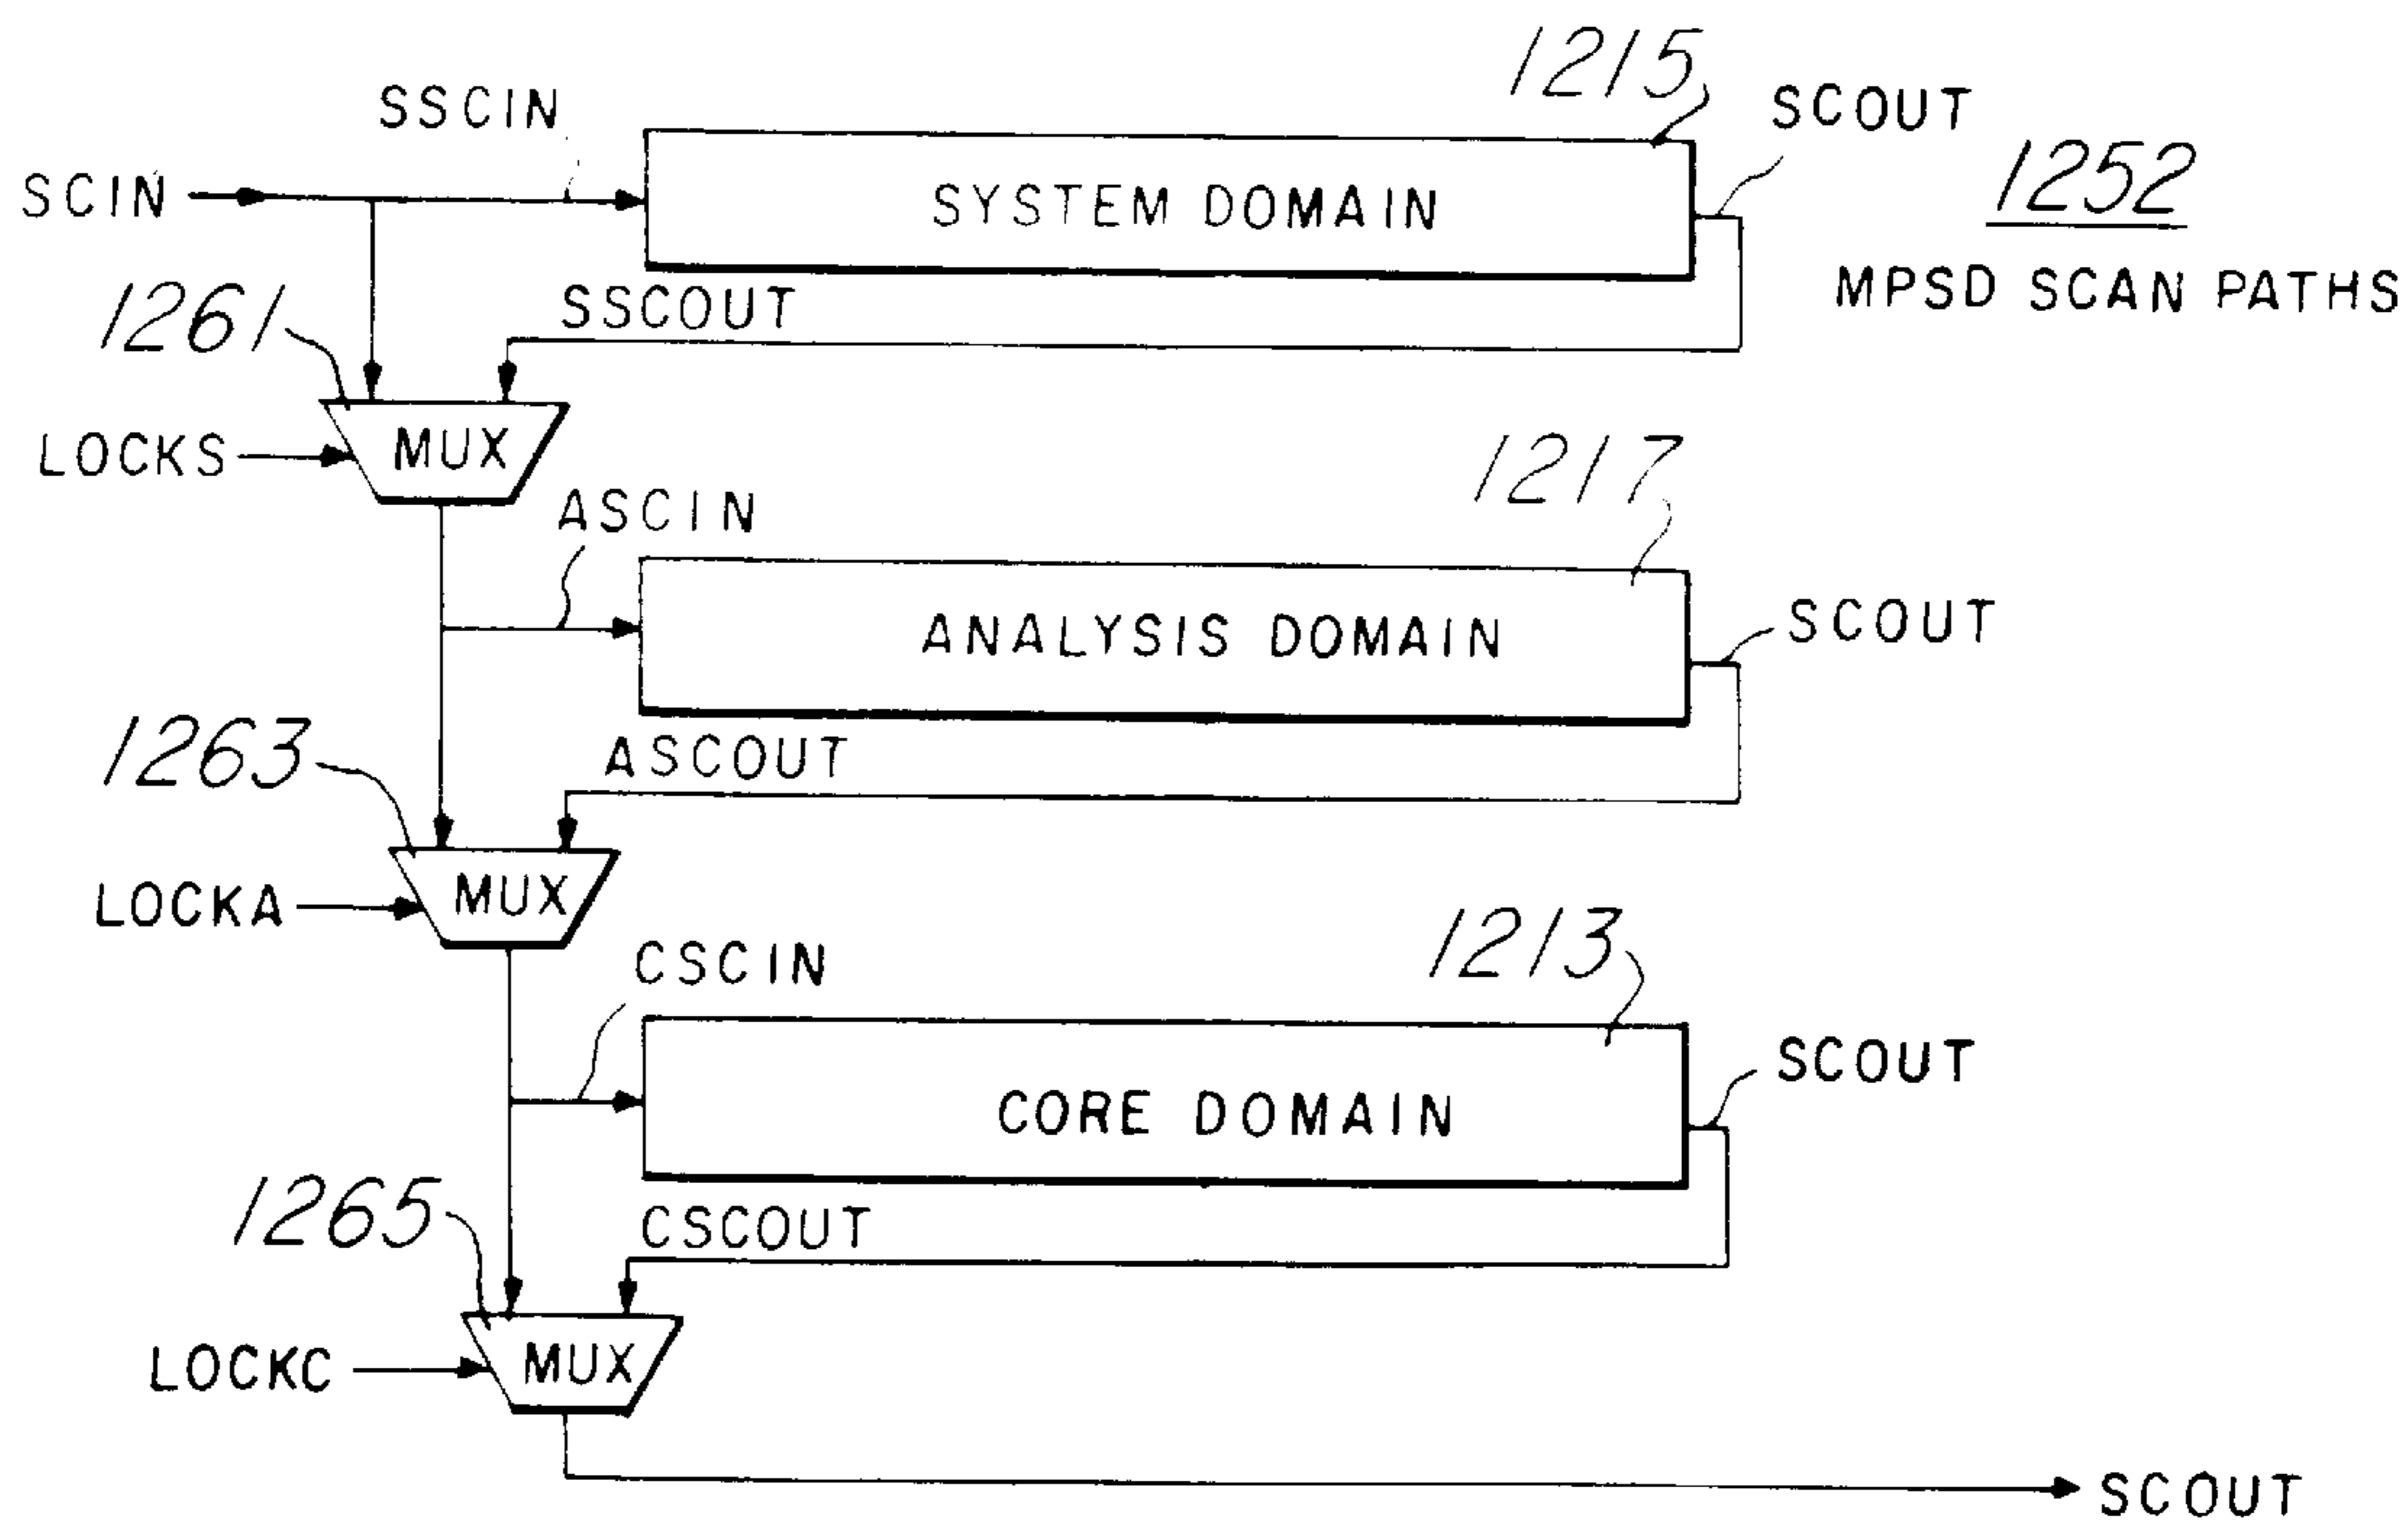 1215
SSCIN
SCOUT
SCIN
SYSTEM DOMAIN
1252
MPSD SCAN PATHS
1261
SSCOUT
LOCKS
MUX
1217
ASCIN
ANALYSIS DOMAIN
SCOUT
1263
ASCOUT
LOCKA
MUX
1213
CSCIN
CORE DOMAIN
SCOUT
1265
CSCOUT
LOCKC
MUX
SCOUT